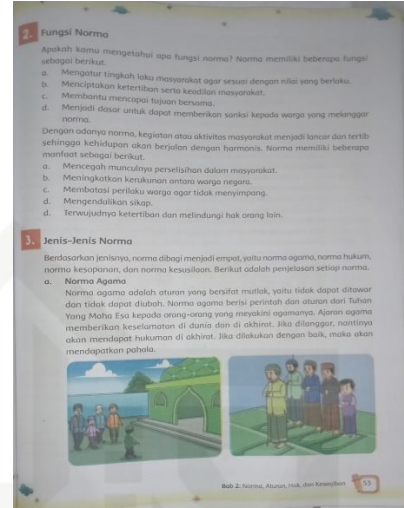 2. Fungsi Norma
Apakah kamu mengetahui apa fungsi norma? Norma memiliki beberapa fungsi
sebagai berikut.
a. Mengatur tingkah laku masyarakat agar sesuai dengan nilai yang berlaku.
b. Menciptakan ketertiban serta keadilan masyarakat.
c. Membantu mencapai tujuan bersama.
d. Menjadi dasar untuk dapat memberikan sanksi kepada warga yang melanggar
norma.
Dengan adanya norma, kegiatan atau aktivitas masyarakat menjadi lancar dan tertib
sehingga kehidupan akan berjalan dengan harmonis. Norma memiliki beberapa
manfaat sebagai berikut.
a. Mencegah munculnya perselisihan dalam masyarakat.
b. Meningkatkan kerukunan antara warga negara.
c. Membatasi perilaku warga agar tidak menyimpang.
d. Mengendalikan sikap.
d. Terwujudnya ketertiban dan melindungi hak orang lain.
3. Jenis-Jenis Norma
Berdasarkan jenisnya, norma dibagi menjadi empat, yaitu norma agama, norma hukum,
norma kesopanan, dan norma kesusilaan. Berikut adalah penjelasan setiap norma.
a. Norma Agama
Norma agama adalah aturan yang bersifat mutlak, yaitu tidak dapat ditawar
dan tidak dapat diubah. Norma agama berisi perintah dan aturan dari Tuhan
Yang Maha Esa kepada orang-orang yang meyakini agamanya. Ajaran agama
memberikan keselamatan di dunia dan di akhirat. Jika dilanggar, nantinya
akan mendapat hukuman di akhirat. Jika dilakukan dengan baik, maka akan
mendapatkan pahala.
Bab 2: Norma, Aturan, Hak, dan Kewajiban 53